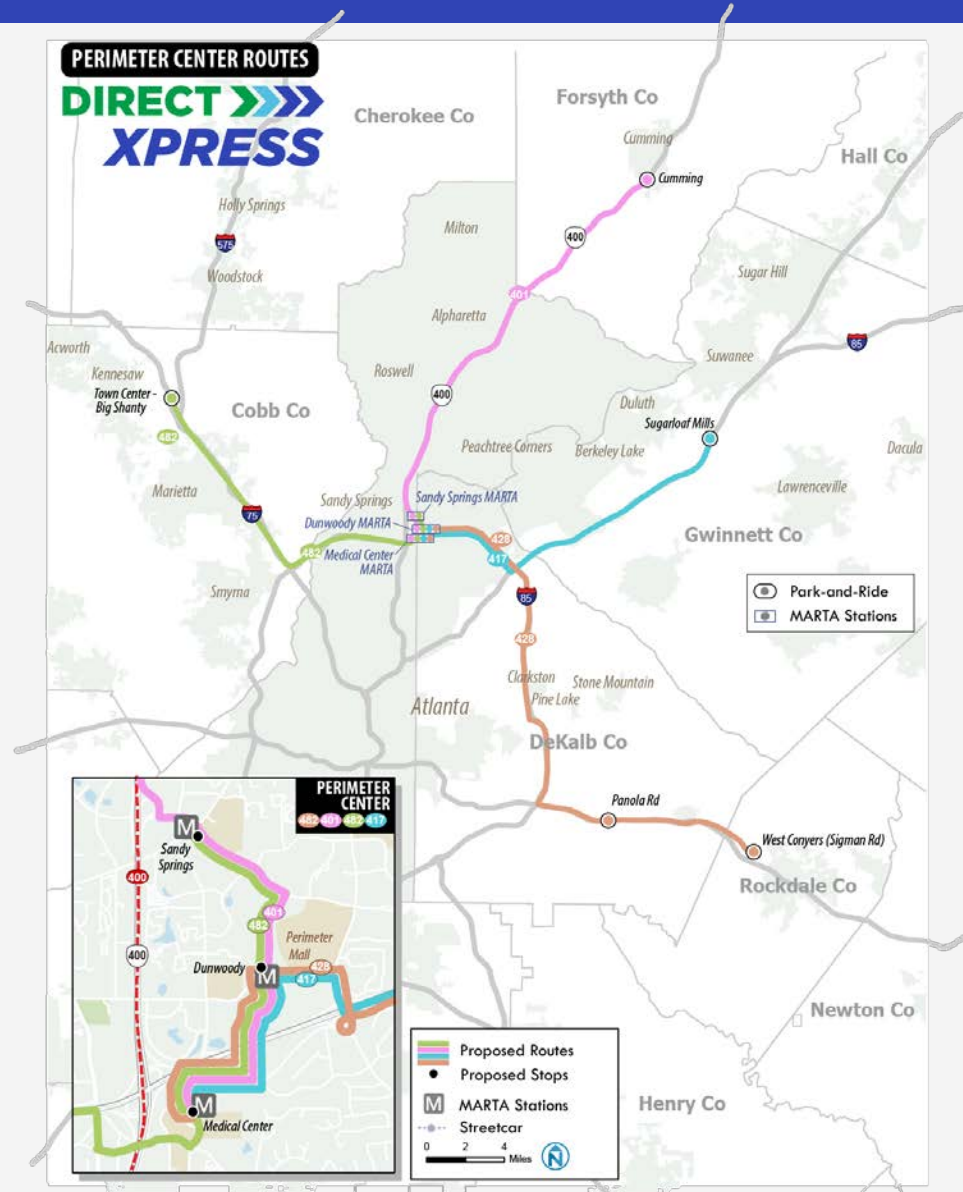 PERIMETER CENTER ROUTES
DIRECT
XPRESS
Cherokee Co
Forsyth Co
Cumming
Cumming
Hall Co
Holly Springs
575
Woodstock
Milton
400
401
Sugar Hill
Alpharetta
85
Acworth
Kennesaw
Town Center -
Big Shanty
Cobb Co
482
Roswell
400
Suwanee
Duluth
Sugarloaf Mills
Peachtree Corners
Berkeley Lake
Dacula
Marietta
75
Lawrenceville
Sandy Springs
Sandy Springs MARTA
Dunwoody MARTA
Medical Center
MARTA
482
428
417
Gwinnett Co
Smyrna
85
Park-and-Ride
MARTA Stations
428
Clarkston
Stone Mountain
Pine Lake
Atlanta
DeKalb Co
Panola Rd
West Conyers (Sigman Rd)
Rockdale Co
Newton Co
Henry Co
PERIMETER
CENTER
482 401 482 417
M
Sandy
Springs
400
401
482
400
Perimeter
Mall
Dunwoody
M
428
417
M
Medical Center
Proposed Routes
Proposed Stops
M MARTA Stations
Streetcar
0 2 4
Miles
N